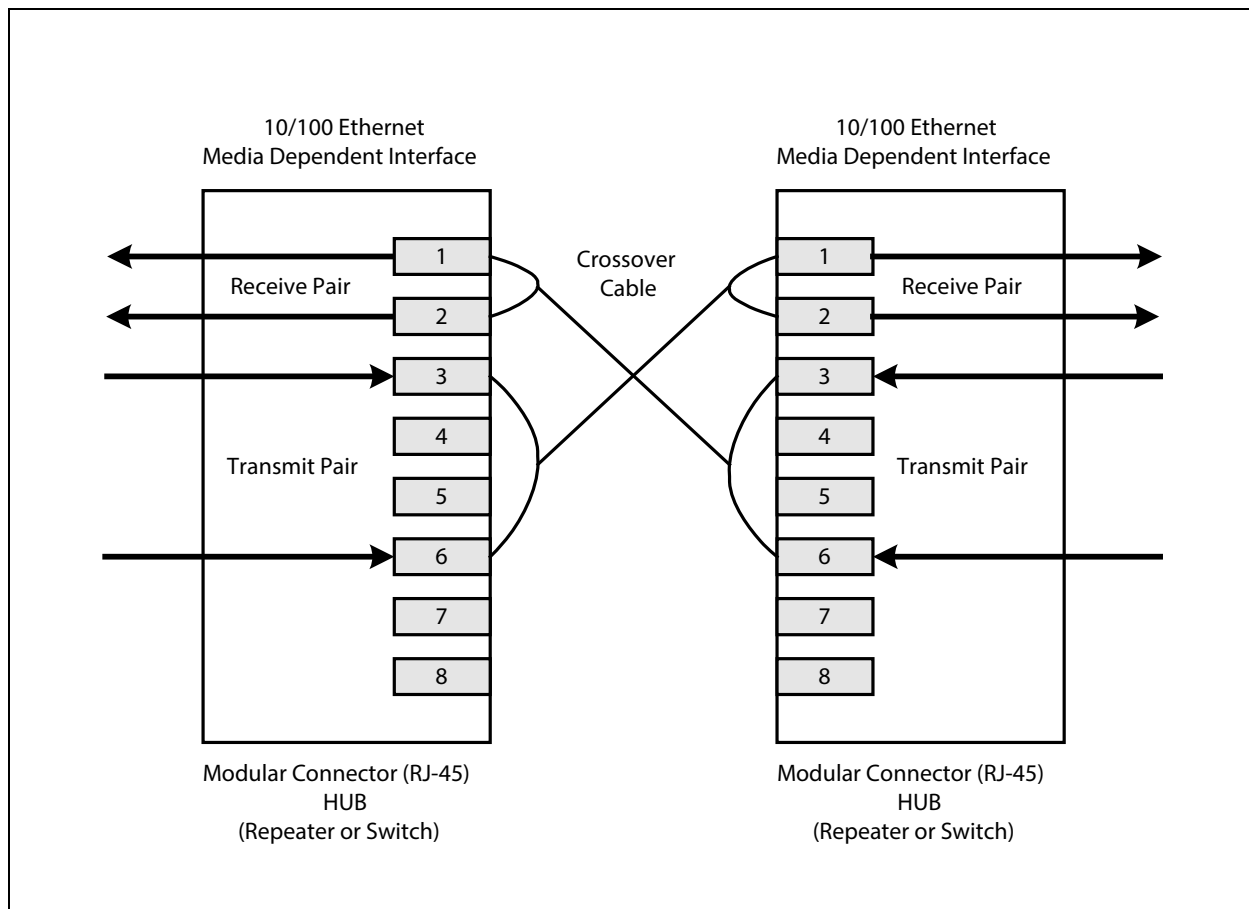 10/100 Ethernet
Media Dependent Interface
10/100 Ethernet
Media Dependent Interface
1
Crossover
Cable
1
Receive Pair
Receive Pair
2
2
3
3
4
4
Transmit Pair
Transmit Pair
5
5
6
6
7
7
8
8
Modular Connector (RJ-45)
HUB
(Repeater or Switch)
Modular Connector (RJ-45)
HUB
(Repeater or Switch)